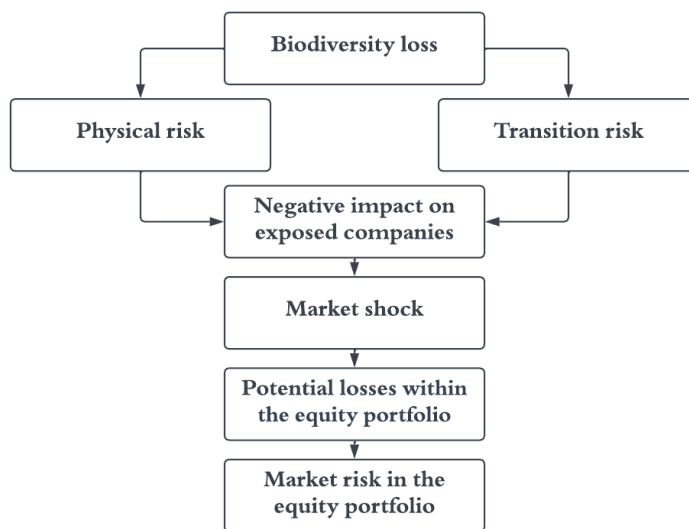 Biodiversity loss
Physical risk
Transition risk
Negative impact on
exposed companies
Market shock
Potential losses within
the equity portfolio
Market risk in the
equity portfolio